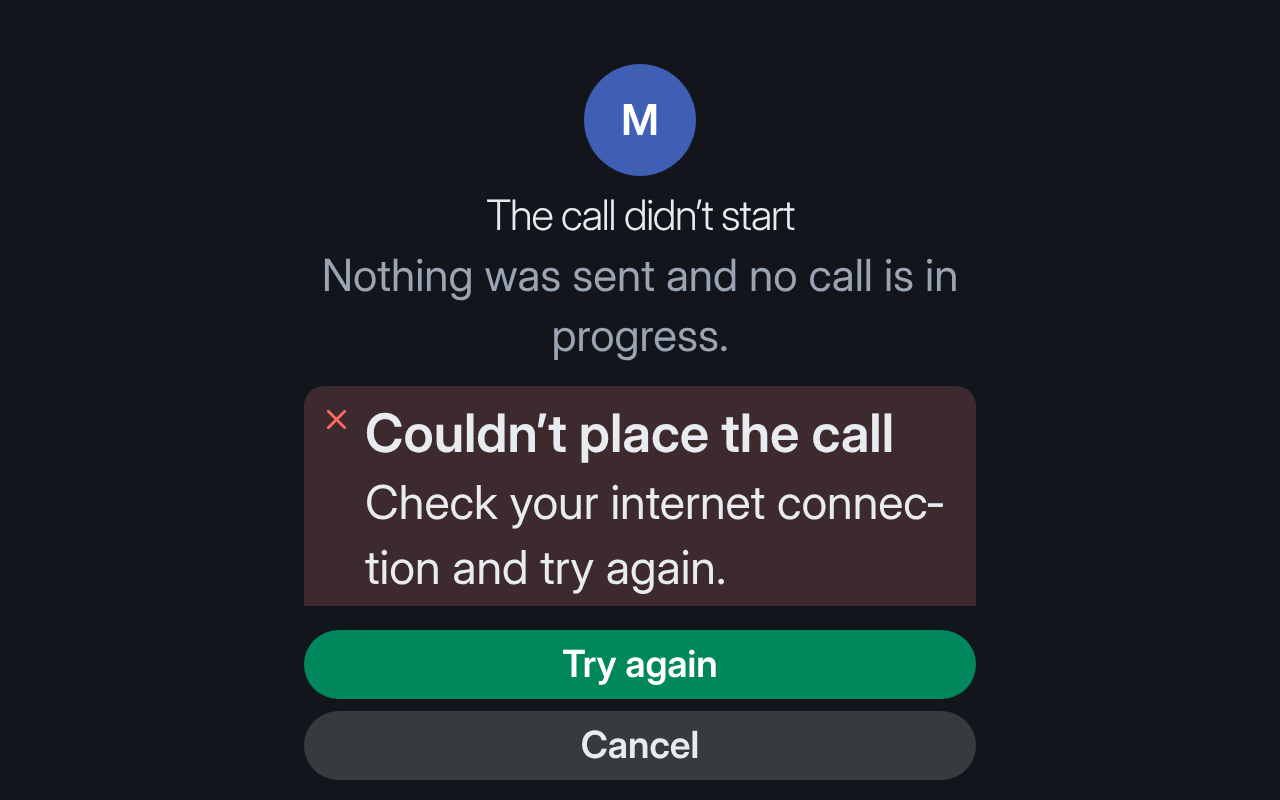 M
The call didn’t start
Nothing was sent and no call is in
progress.
Couldn’t place the call
Check your internet connec-
tion and try again.
Try again
Cancel